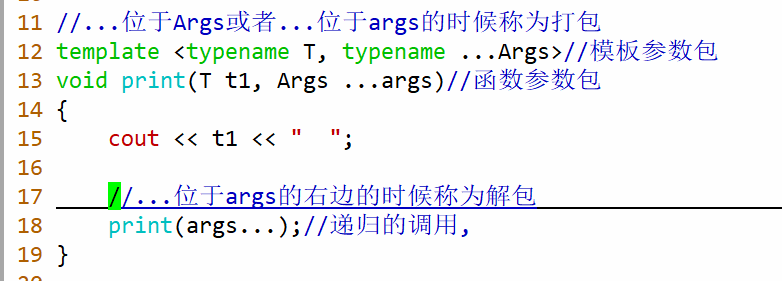 11 //...位于Args或者...位于args的时候称为打包
12 template <typename T, typename ...Args>//模板参数包
13 void print(T t1, Args ...args)//函数参数包
14 {
15     cout << t1 << "  ";
16
17     //...位于args的右边的时候称为解包
18     print(args...);//递归的调用,
19 }